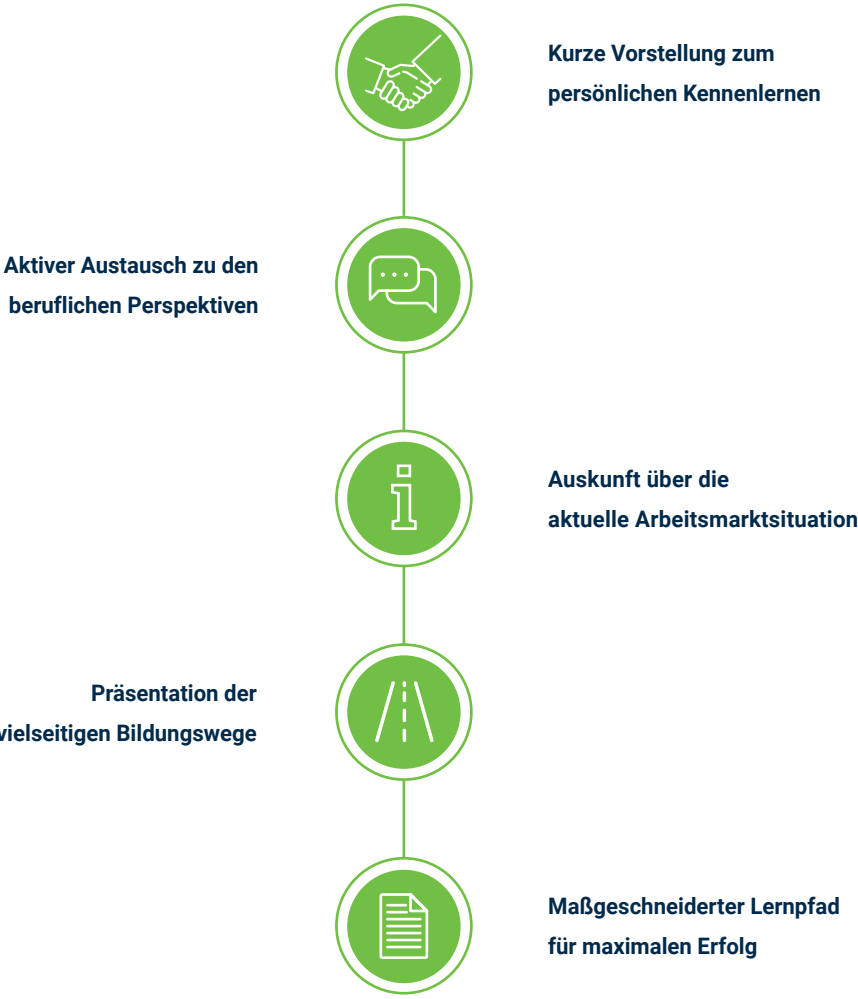 Kurze Vorstellung zum
persönlichen Kennenlernen
Aktiver Austausch zu den
beruflichen Perspektiven
Auskunft über die
aktuelle Arbeitsmarktsituation
Präsentation der
vielseitigen Bildungswege
Maßgeschneiderter Lernpfad
für maximalen Erfolg